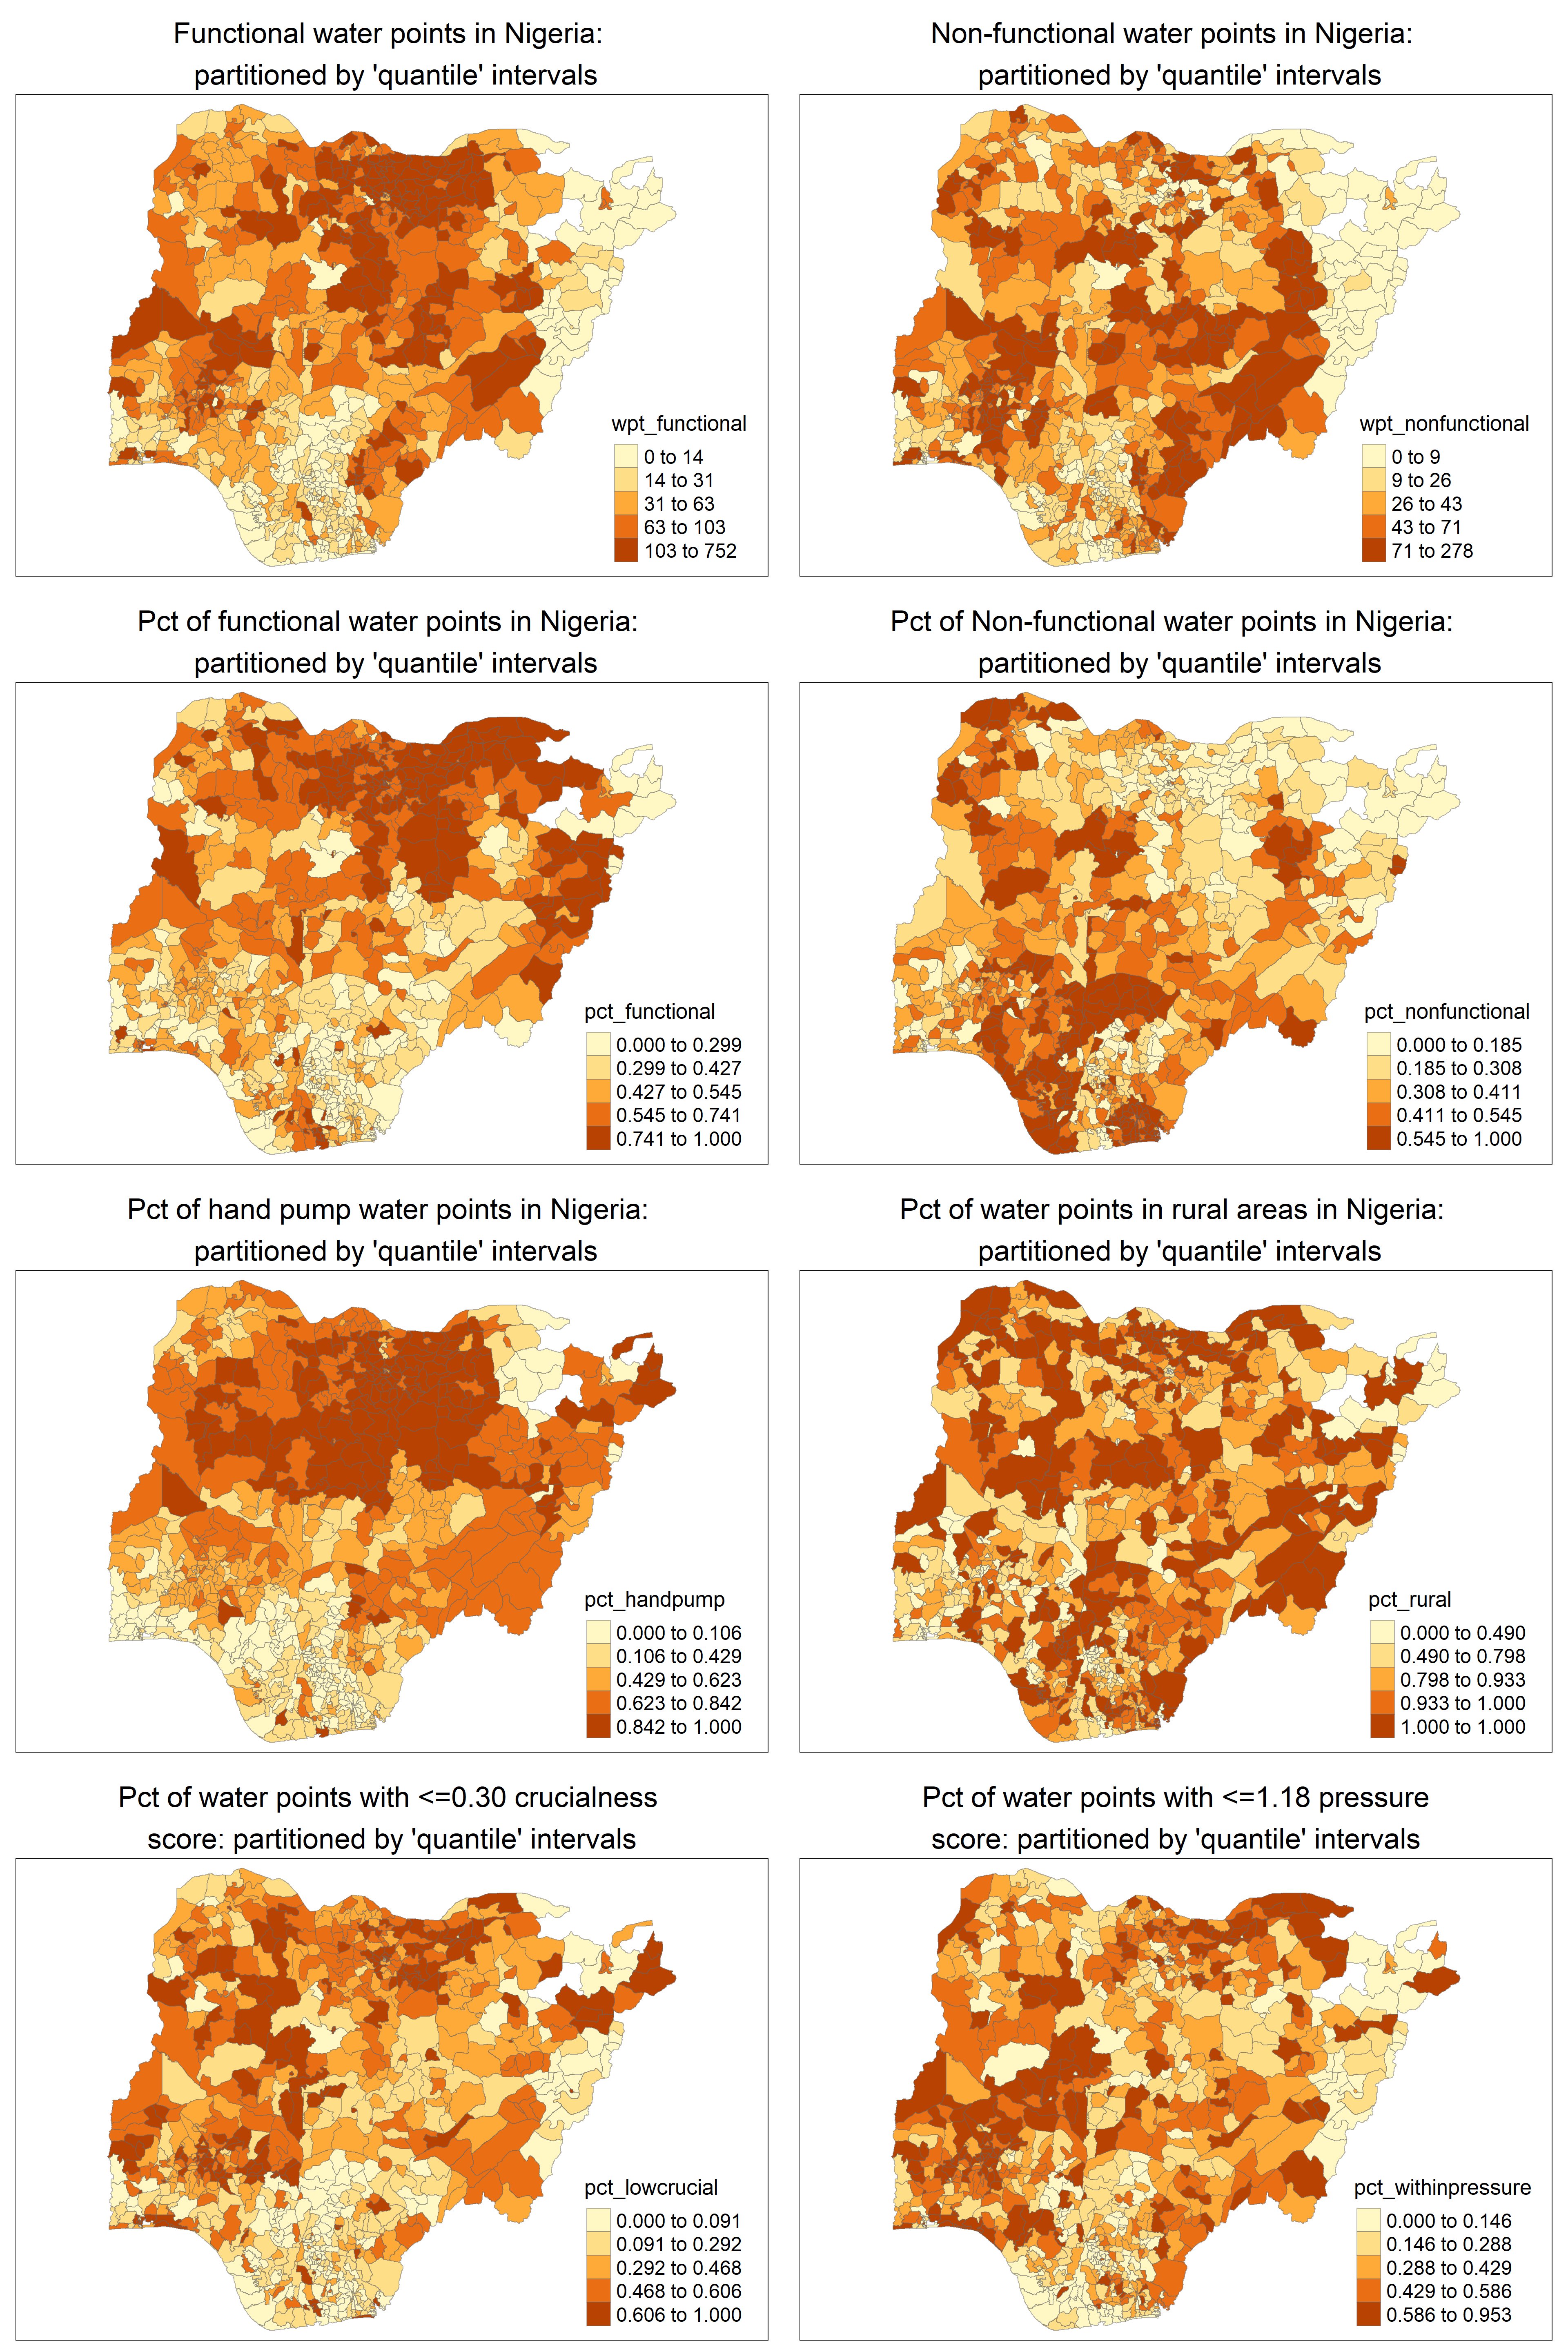 Functional water points in Nigeria:
partitioned by 'quantile' intervals
wpt_functional
0 to 14
14 to 31
31 to 63
63 to 103
103 to 752
Non-functional water points in Nigeria:
partitioned by 'quantile' intervals
wpt_nonfunctional
0 to 9
9 to 26
26 to 43
43 to 71
71 to 278
Pct of functional water points in Nigeria:
partitioned by 'quantile' intervals
pct_functional
0.000 to 0.299
0.299 to 0.427
0.427 to 0.545
0.545 to 0.741
0.741 to 1.000
Pct of Non-functional water points in Nigeria:
partitioned by 'quantile' intervals
pct_nonfunctional
0.000 to 0.185
0.185 to 0.308
0.308 to 0.411
0.411 to 0.545
0.545 to 1.000
Pct of hand pump water points in Nigeria:
partitioned by 'quantile' intervals
pct_handpump
0.000 to 0.106
0.106 to 0.429
0.429 to 0.623
0.623 to 0.842
0.842 to 1.000
Pct of water points in rural areas in Nigeria:
partitioned by 'quantile' intervals
pct_rural
0.000 to 0.490
0.490 to 0.798
0.798 to 0.933
0.933 to 1.000
1.000 to 1.000
Pct of water points with <=0.30 crucialness
score: partitioned by 'quantile' intervals
pct_lowcrucial
0.000 to 0.091
0.091 to 0.292
0.292 to 0.468
0.468 to 0.606
0.606 to 1.000
Pct of water points with <=1.18 pressure
score: partitioned by 'quantile' intervals
pct_withinpressure
0.000 to 0.146
0.146 to 0.288
0.288 to 0.429
0.429 to 0.586
0.586 to 0.953